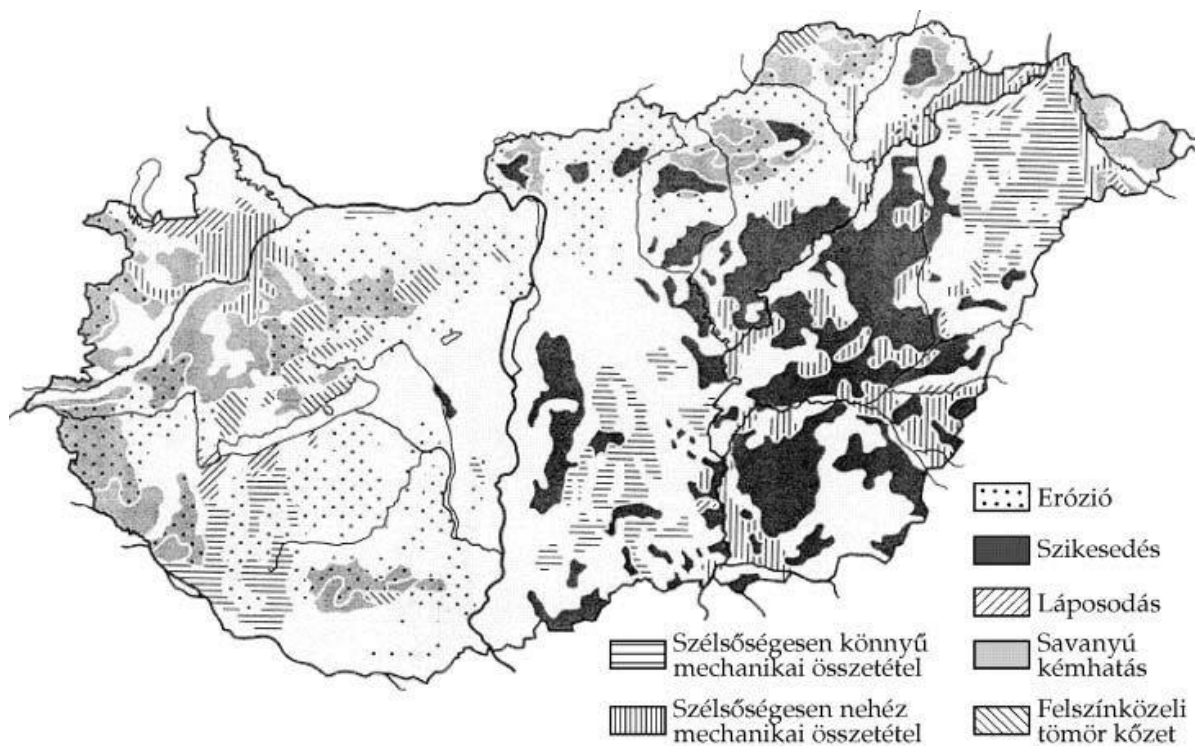 Erózió
Szikesedés
Láposodás
Szélsőségesen könnyű
mechanikai összetétel
Savanyú
kémhatás
Szélsőségesen nehéz
mechanikai összetétel
Felszínközeli
tömör kőzet